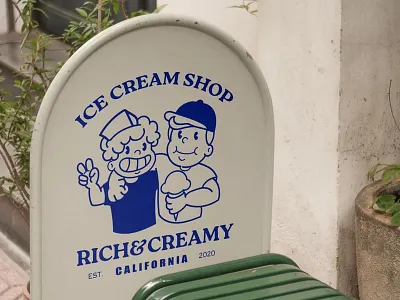 ICE CREAM SHOP
RICH&CREAMY
EST. CALIFORNIA 2020